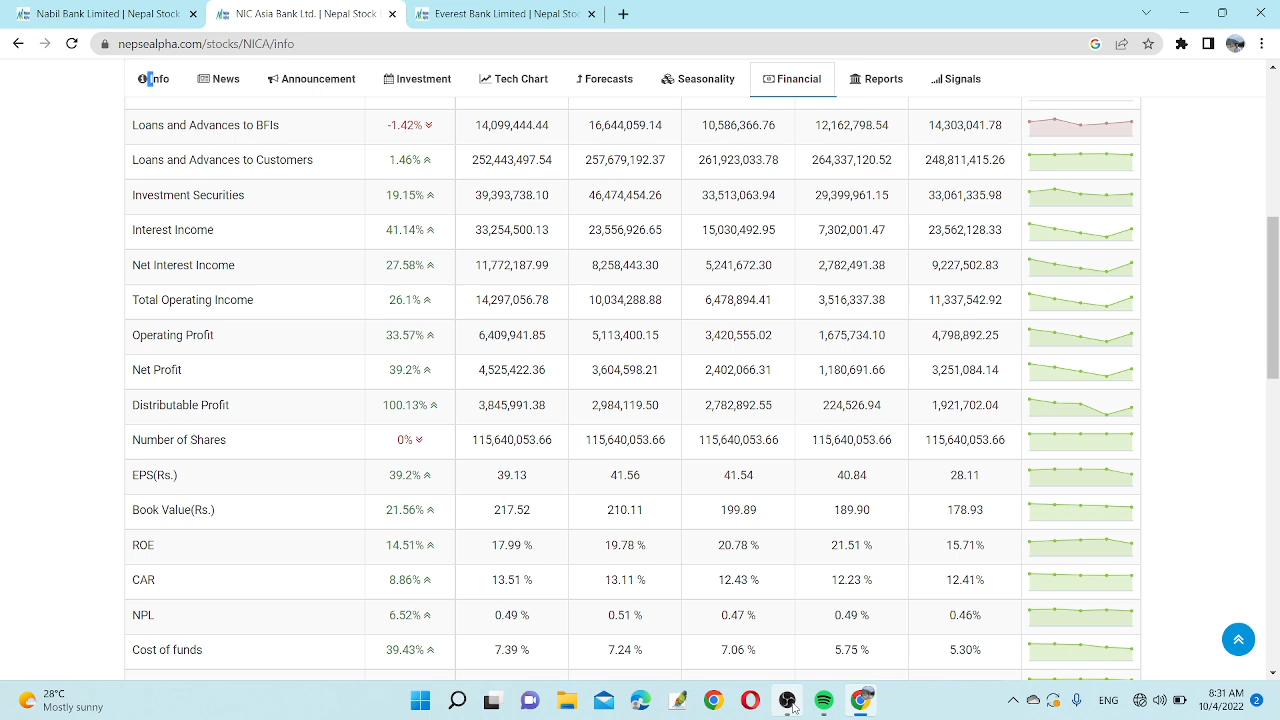 Nabil Bank Limited | Nepal Stock NIC Asia Bank Ltd. | Nepal Stock Everest Bank Limited | Nepal Stoc
nepsealpha.com/stocks/NICA/info
Info News Announcement Investment Tech Chart Forecasts Seasonality Financial Reports Signals
Loans and Advances to BFIs -1.42% 14,099,444.44 16,644,059.14 10,586,366.76 12,162,798.54 14,303,041.78
Loans and Advances to Customers 252,443,497.54 261,923,033.78 248,811,415.26
Investment Securities 19.15% 39,393,738.10 46,474,454.26 33,513,063.94 29,399,961.15 33,061,335.98
Interest Income 41.14% 33,254,500.13 23,556,926.65 15,030,492.95 7,302,001.47 23,562,128.33
Net Interest Income 27.58% 11,772,187.99 8,258,443.30 5,241,672.30 2,782,491.38 9,227,502.83
Total Operating Income 26.1% 14,297,056.78 10,034,288.88 6,478,894.41 3,516,337.38 11,337,542.92
Operating Profit 33.57% 6,409,941.85 5,113,400.15 3,420,555.02 1,675,734.10 4,798,892.25
Net Profit 39.2% 4,525,422.36 3,604,598.21 2,402,066.31 1,180,691.66 3,251,084.14
Distributable Profit 100.13% 3,845,991.38 2,984,119.50 2,782,892.55 224,526.94 1,921,702.04
Number of Shares 0% 115,640,053.66 115,640,053.66 115,640,053.66 115,640,053.66 115,640,053.66
EPS(Rs.) 39.2% 39.13 41.56 41.54 40.84 28.11
Book Value(Rs.) 21.56% 217.52 210.11 199.89 178.93
ROE 14.51% 17.99 % 19.78 % 20.78 % 21.51 % 15.71%
CAR 13.51 % 13.11 % 12.43 % 12.41%
NPL 6.52% 0.49 % 0.51 % 0.47 % 0.49 % 0.46%
Cost of funds 39.43% 7.39 % 7.24 % 7.06 % 5.75 % 5.30%
28°C
Mostly sunny
ENG
8:31 AM
10/4/2022
2